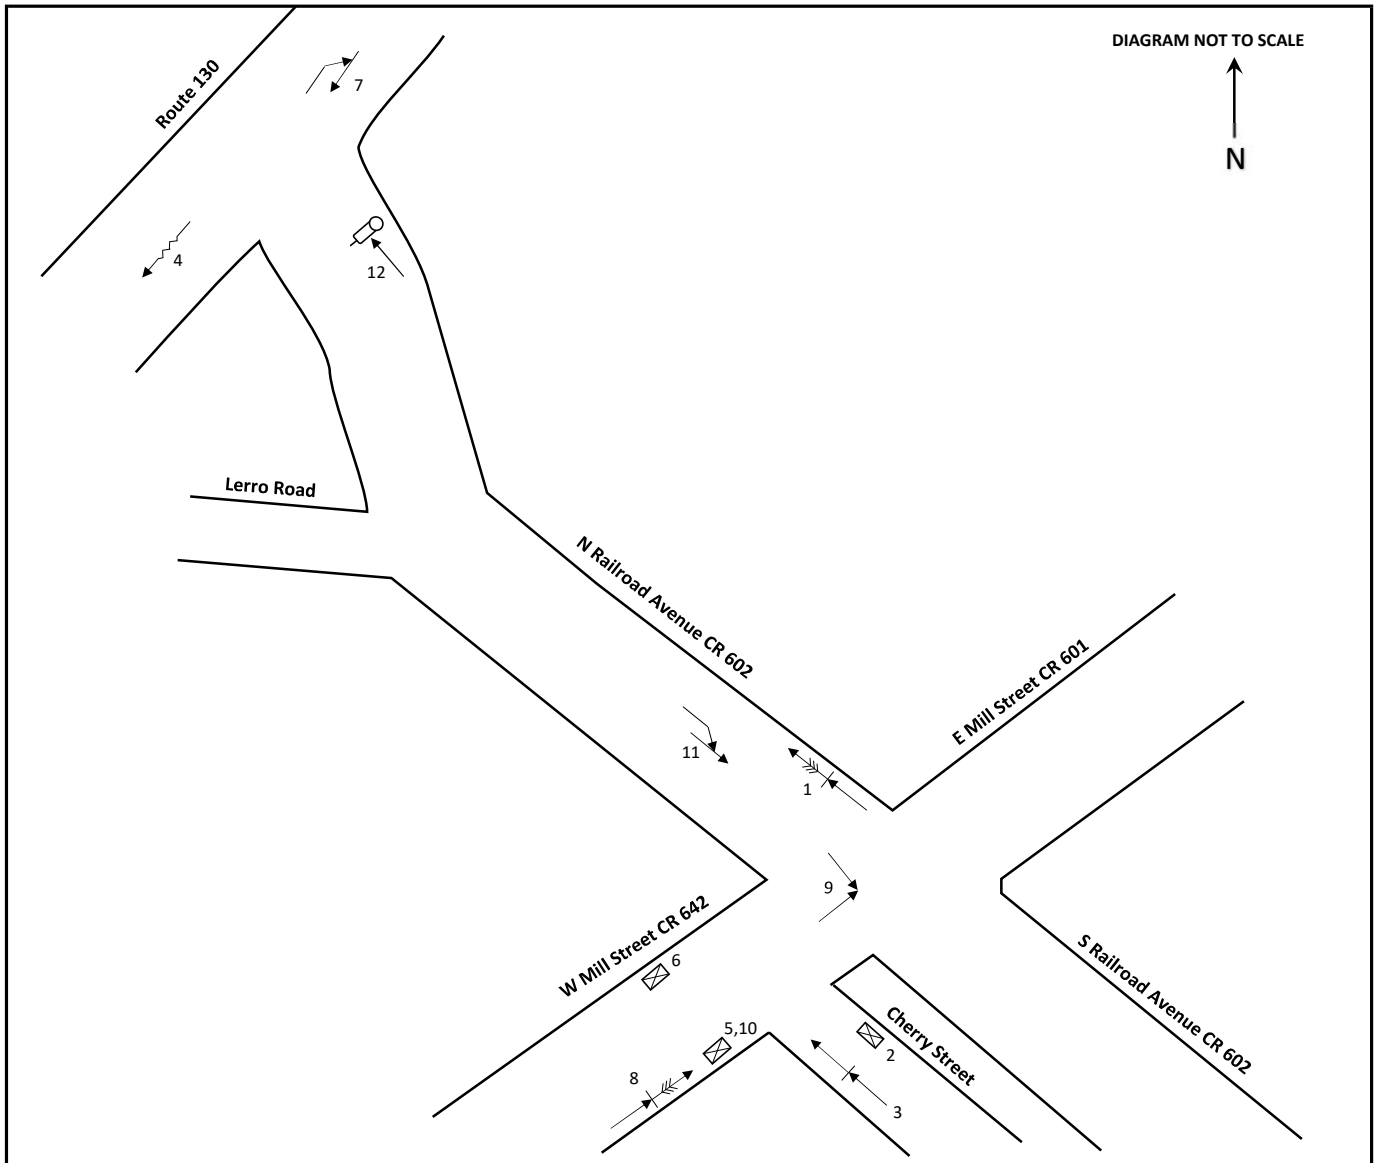 DIAGRAM NOT TO SCALE
N
Route 130
7
4
12
Lerro Road
N Railroad Avenue CR 602
E Mill Street CR 601
11
1
9
W Mill Street CR 642
6
S Railroad Avenue CR 602
5,10
Cherry Street
2
8
3